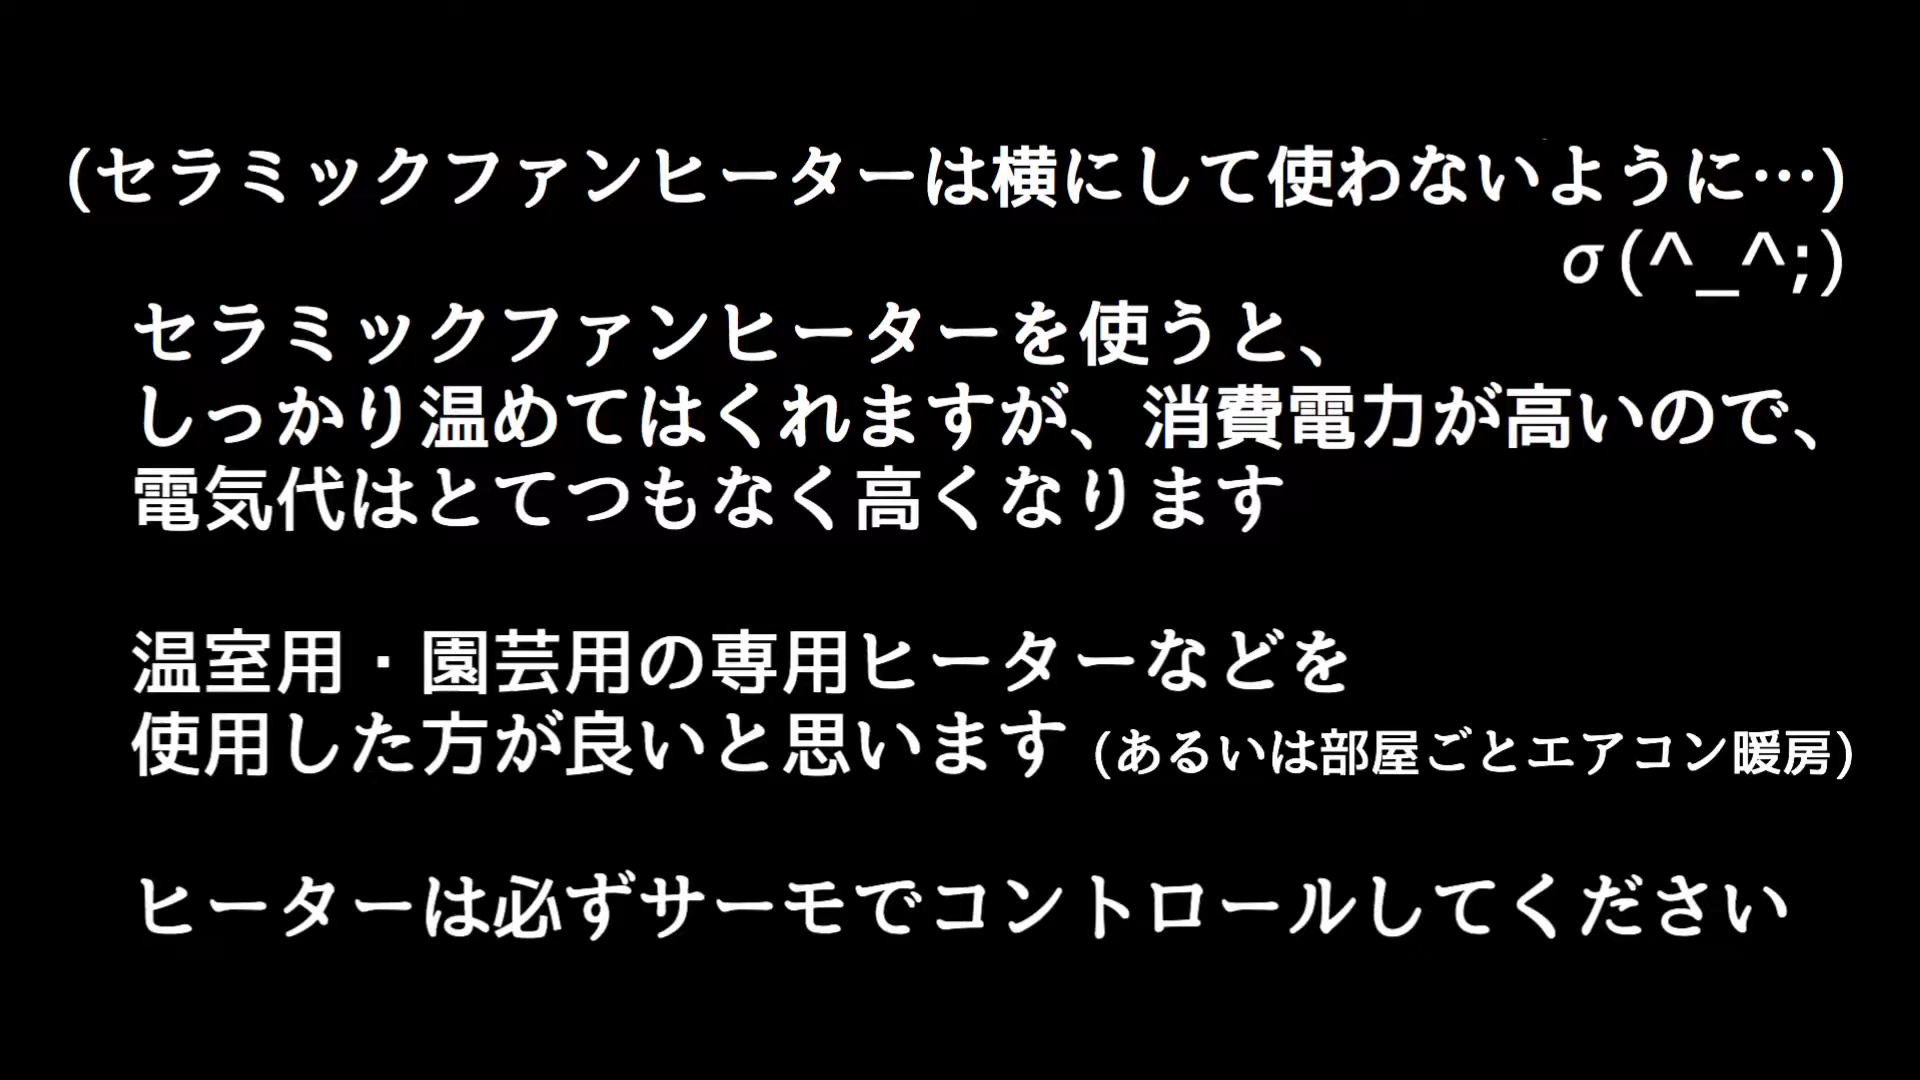 (セラミックファンヒーターは横にして使わないように…)
σ(^_^;)
セラミックファンヒーターを使うと、
しっかり温めてはくれますが、消費電力が高いので、
電気代はとてつもなく高くなります
温室用・園芸用の専用ヒーターなどを
使用した方が良いと思います (あるいは部屋ごとエアコン暖房)
ヒーターは必ずサーモでコントロールしてください